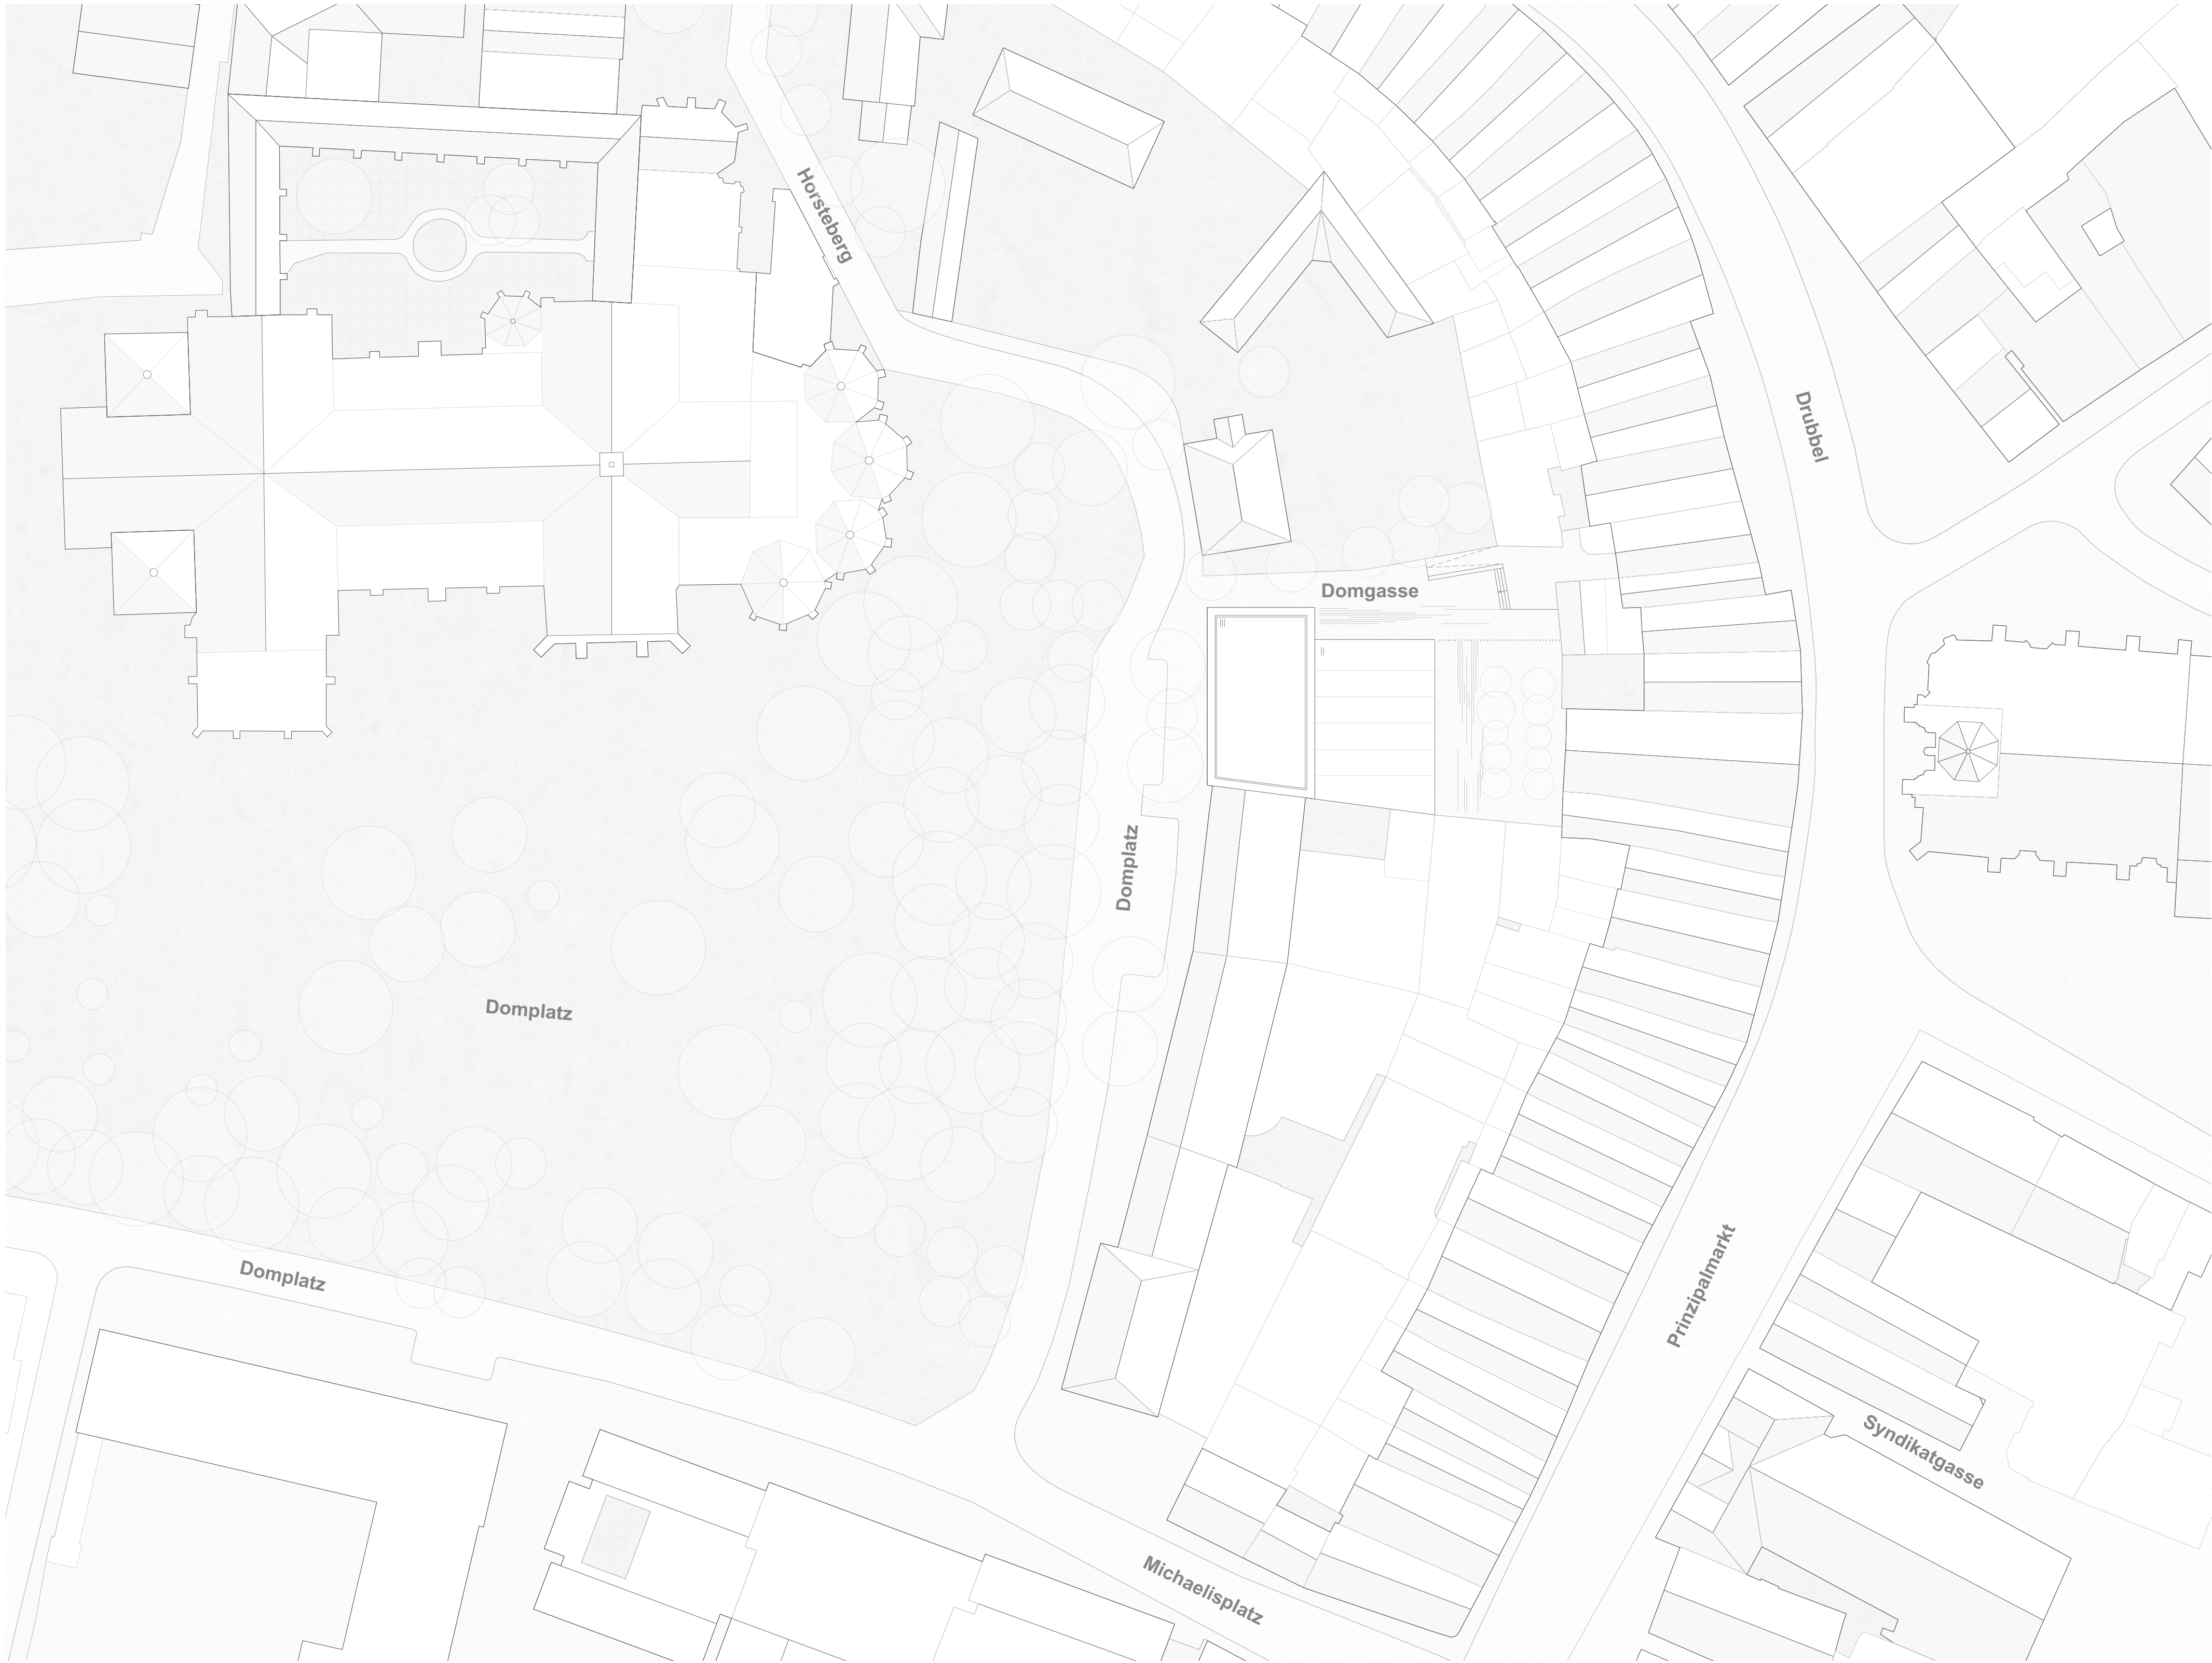 Horsteberg
Drubbel
Domgasse
Domplatz
Domplatz
Domplatz
Prinzipalmarkt
Syndikatgasse
Michaelisplatz